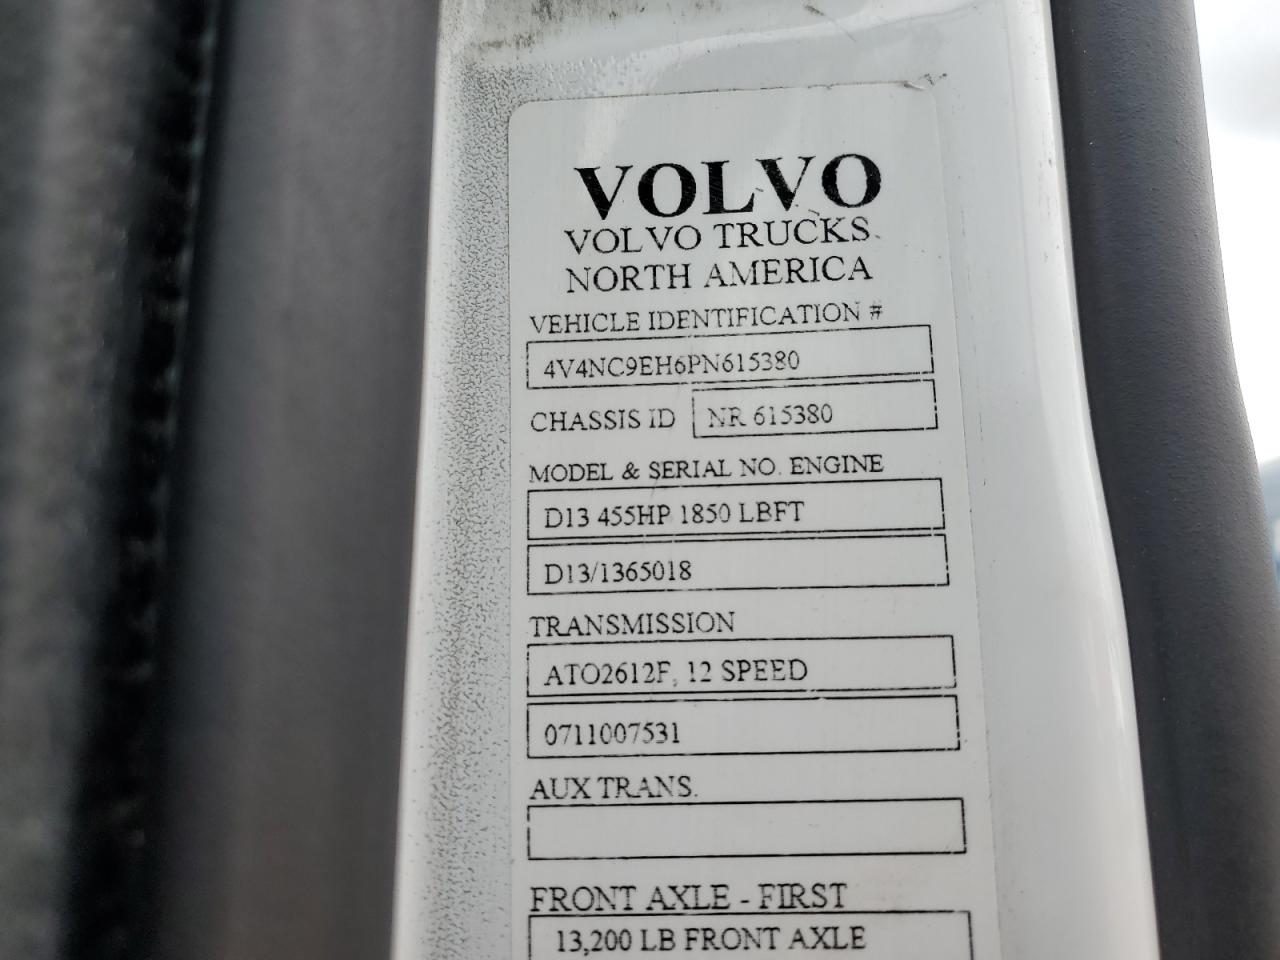 VOLVO
VOLVO TRUCKS
NORTH AMERICA
VEHICLE IDENTIFICATION #
4V4NC9EH6PN615380
CHASSIS ID NR 615380
MODEL & SERIAL NO. ENGINE
D13 455HP 1850 LBFT
D13/1365018
TRANSMISSION
ATO2612F, 12 SPEED
0711007531
AUX TRANS.
FRONT AXLE - FIRST
13,200 LB FRONT AXLE